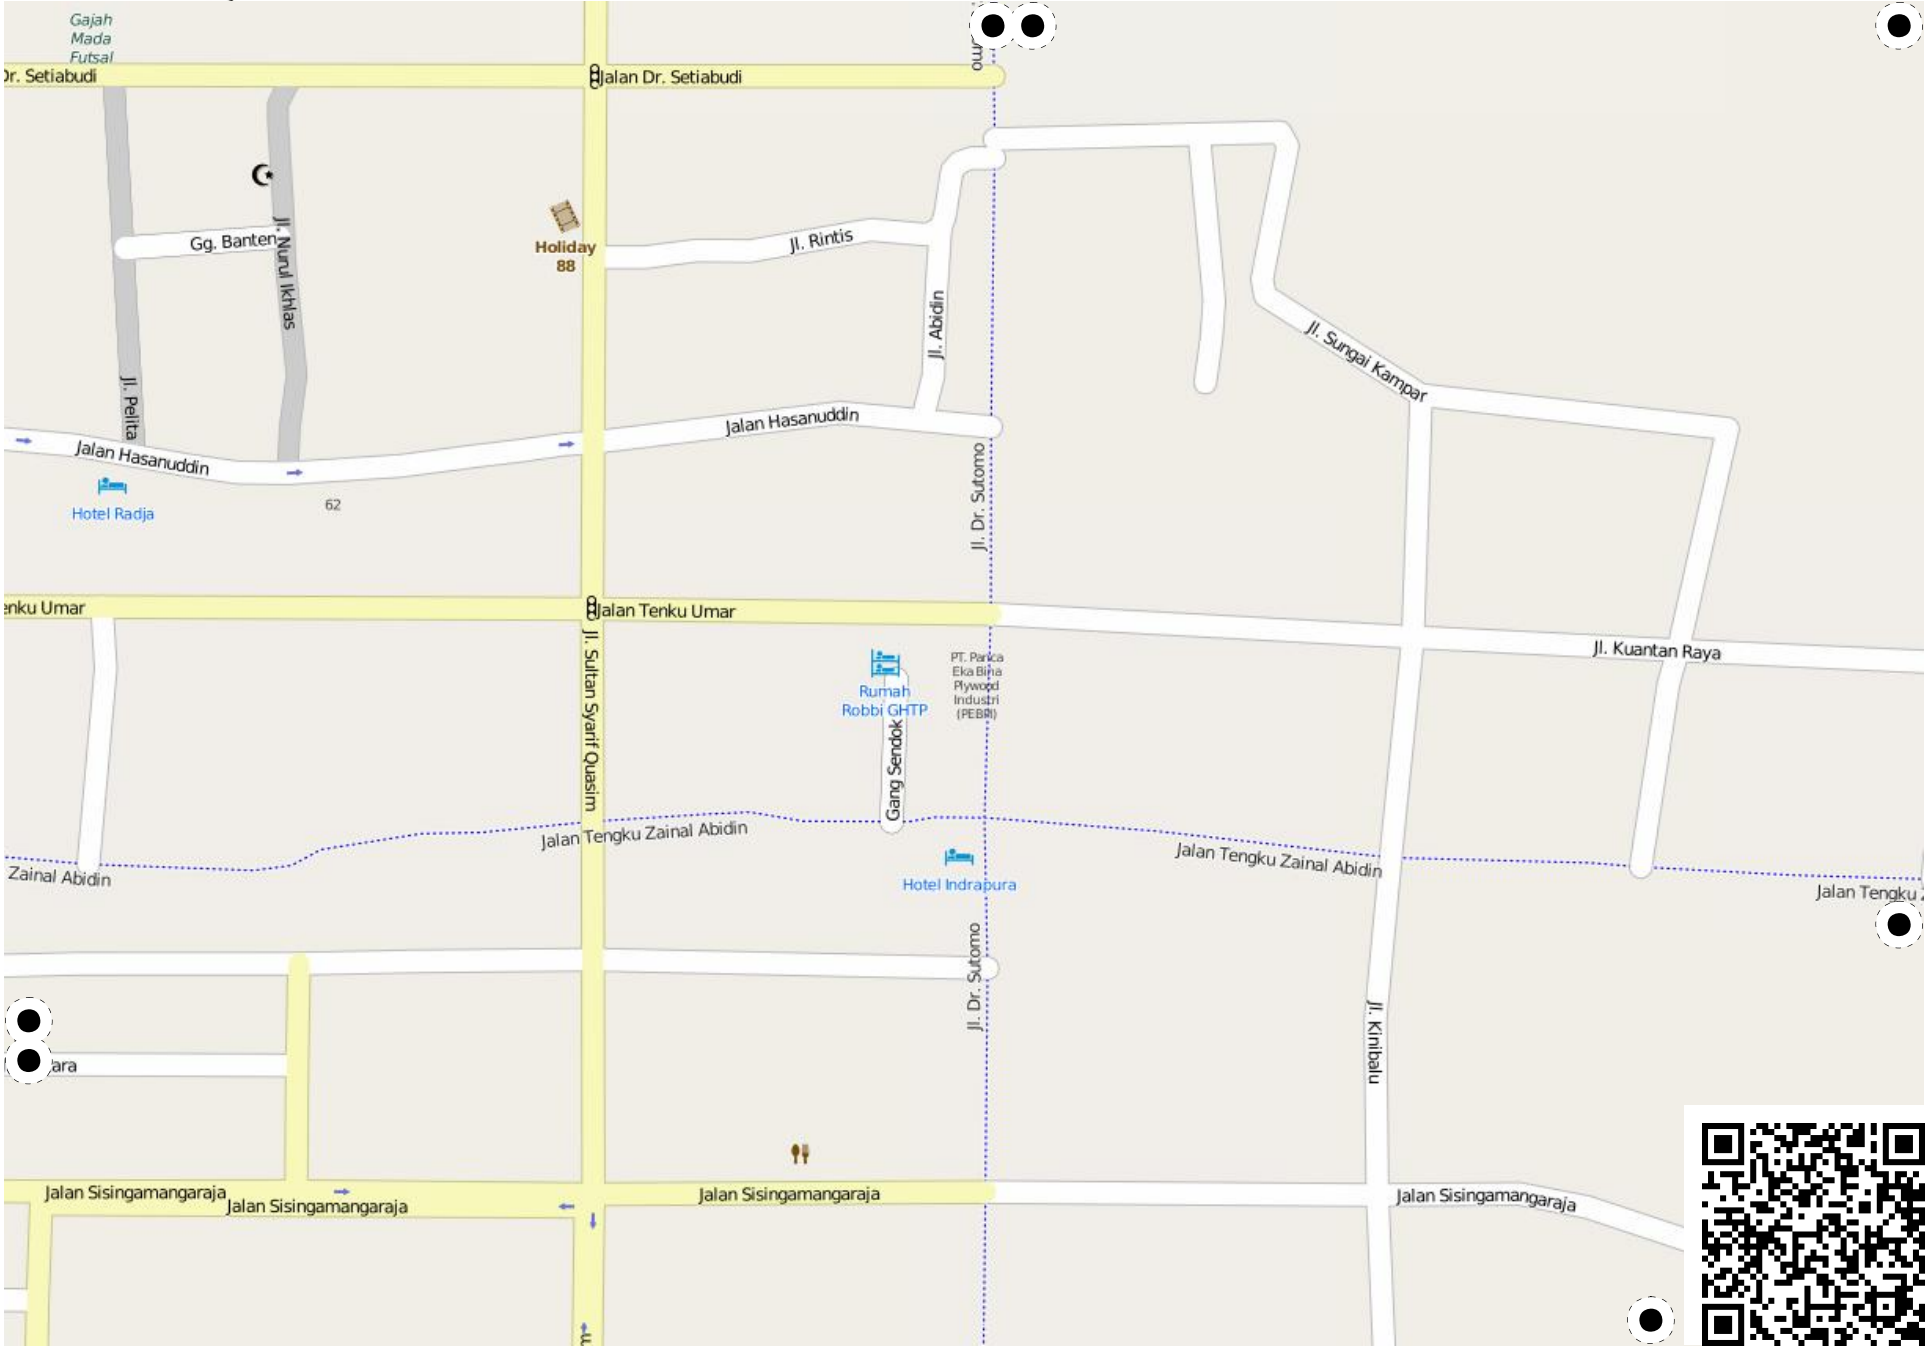 Gajah
Mada
Futsal
Dr. Setiabudi
Jalan Dr. Setiabudi
Gg. Banten
Jl. Nurul Ikhlas
Holiday
88
Jl. Rintis
Jl. Abidin
Jl. Sungai Kampar
Jl. Pelita
Jalan Hasanuddin
Jalan Hasanuddin
Hotel Radja
62
Jl. Dr. Sutomo
enku Umar
Jalan Tenku Umar
Jl. Kuantan Raya
Jl. Sultan Syarif Quasim
Rumah
Robbi GHTP
PT. Panca
Eka Bina
Plywood
Industri
(PEBPI)
Gang Sendok
Jalan Tengku Zainal Abidin
Jalan Tengku Zainal Abidin
Zainal Abidin
Hotel Indrapura
Jalan Tengku
Jl. Dr. Sutomo
Jl. Kinibalu
ara
Jalan Sisingamangaraja
Jalan Sisingamangaraja
Jalan Sisingamangaraja
Jalan Sisingamangaraja